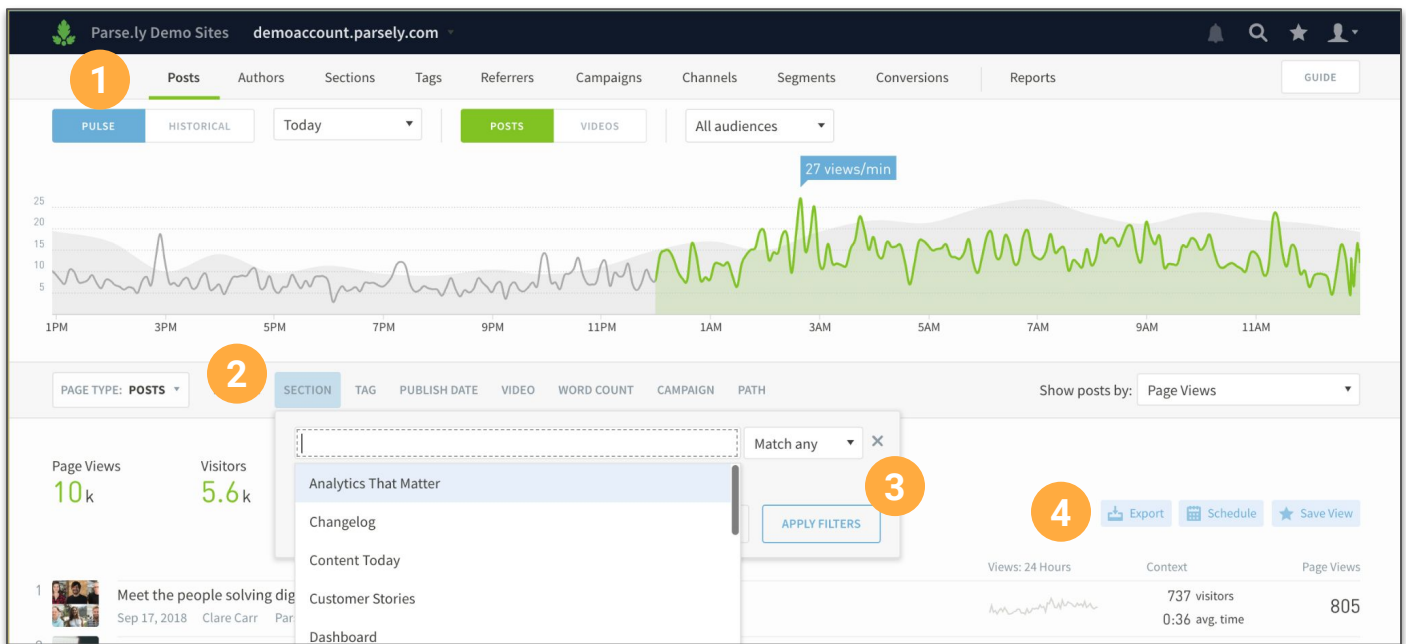 Parse.ly Demo Sites demoaccount.parsely.com
1 Posts Authors Sections Tags Referrers Campaigns Channels Segments Conversions Reports GUIDE
PULSE HISTORICAL Today POSTS VIDEOS All audiences
27 views/min
25
20
15
10
5
1PM 3PM 5PM 7PM 9PM 11PM 1AM 3AM 5AM 7AM 9AM 11AM
PAGE TYPE: POSTS 2 SECTION TAG PUBLISH DATE VIDEO WORD COUNT CAMPAIGN PATH Show posts by: Page Views
Match any ×
Page Views Visitors
10k 5.6k
Analytics That Matter
3
Changelog
APPLY FILTERS
4 Export Schedule Save View
Content Today
Views: 24 Hours Context Page Views
1 Meet the people solving dig
Customer Stories
737 visitors 805
Sep 17, 2018 Clare Carr Par
0:36 avg. time
Dashboard